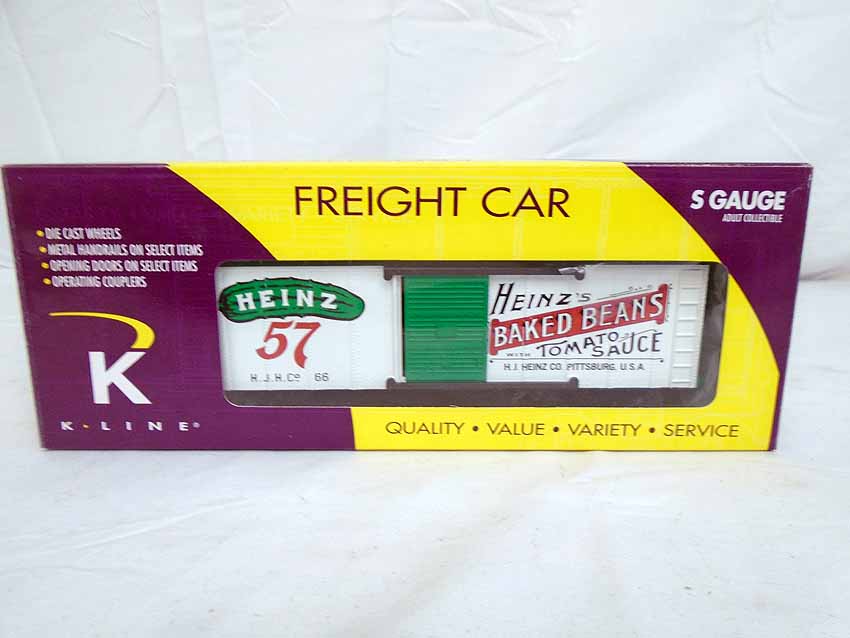 FREIGHT CAR
S GAUGE
ADULT COLLECTIBLE
• DIE CAST WHEELS
• METAL HANDRAILS ON SELECT ITEMS
• OPENING DOORS ON SELECT ITEMS
• OPERATING COUPLERS
K
K-LINE®
HEINZ
57
H.J.H.Co 66
HEINZ'S
BAKED BEANS
WITH TOMATO
SAUCE
H.J. HEINZ CO. PITTSBURG, U.S.A.
QUALITY • VALUE • VARIETY • SERVICE